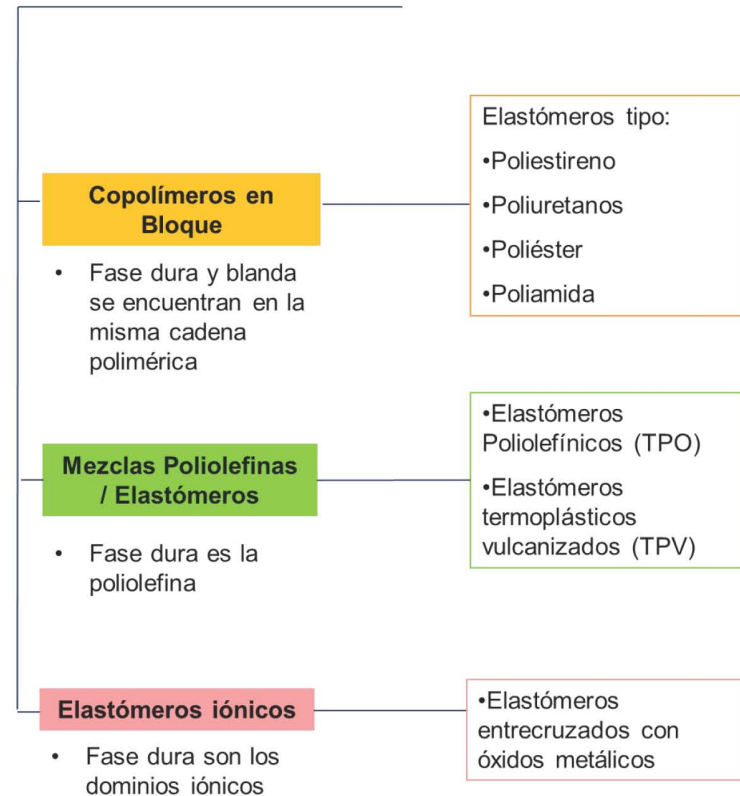 Copolímeros en
Bloque
• Fase dura y blanda
se encuentran en la
misma cadena
polimérica
Elastómeros tipo:
•Poliestireno
•Poliuretanos
•Poliéster
•Poliamida
Mezclas Poliolefinas
/ Elastómeros
• Fase dura es la
poliolefina
•Elastómeros
Poliolefínicos (TPO)
•Elastómeros
termoplásticos
vulcanizados (TPV)
Elastómeros iónicos
• Fase dura son los
dominios iónicos
•Elastómeros
entrecruzados con
óxidos metálicos